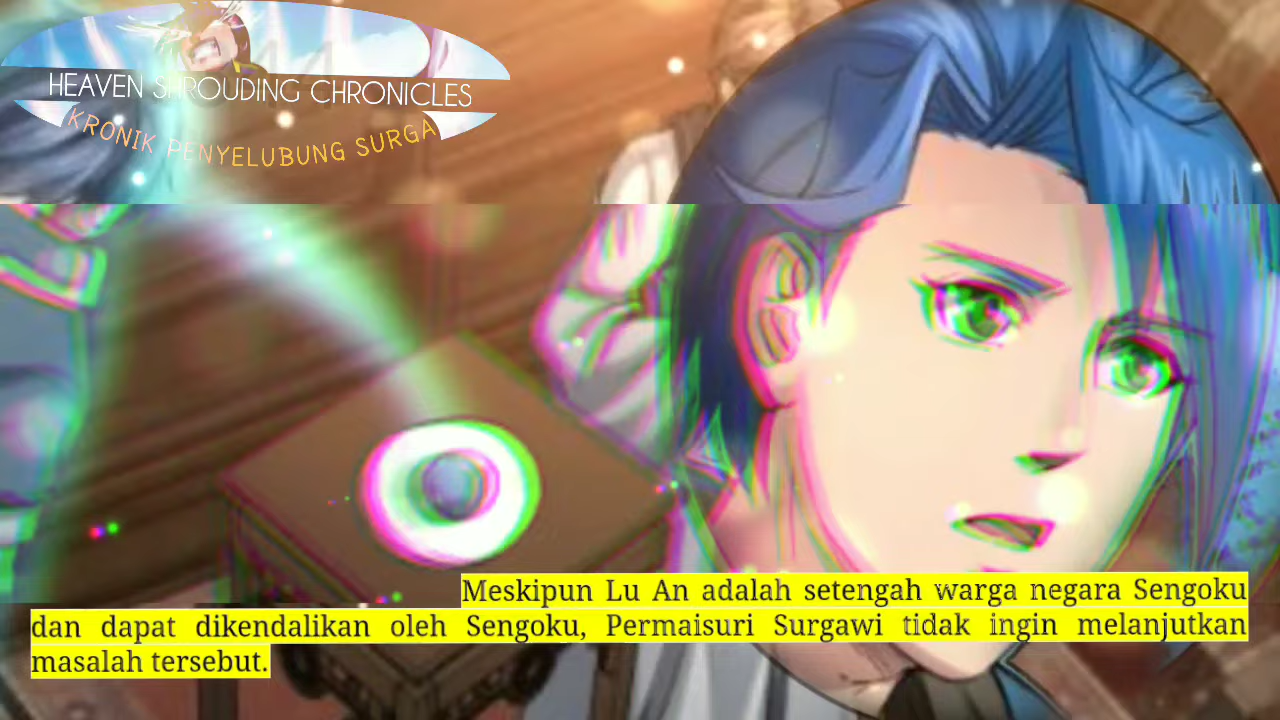 HEAVEN SHROUDING CHRONICLES
KRONIK PENYELUBUNG SURGA
Meskipun Lu An adalah setengah warga negara Sengoku
dan dapat dikendalikan oleh Sengoku, Permaisuri Surgawi tidak ingin melanjutkan
masalah tersebut.